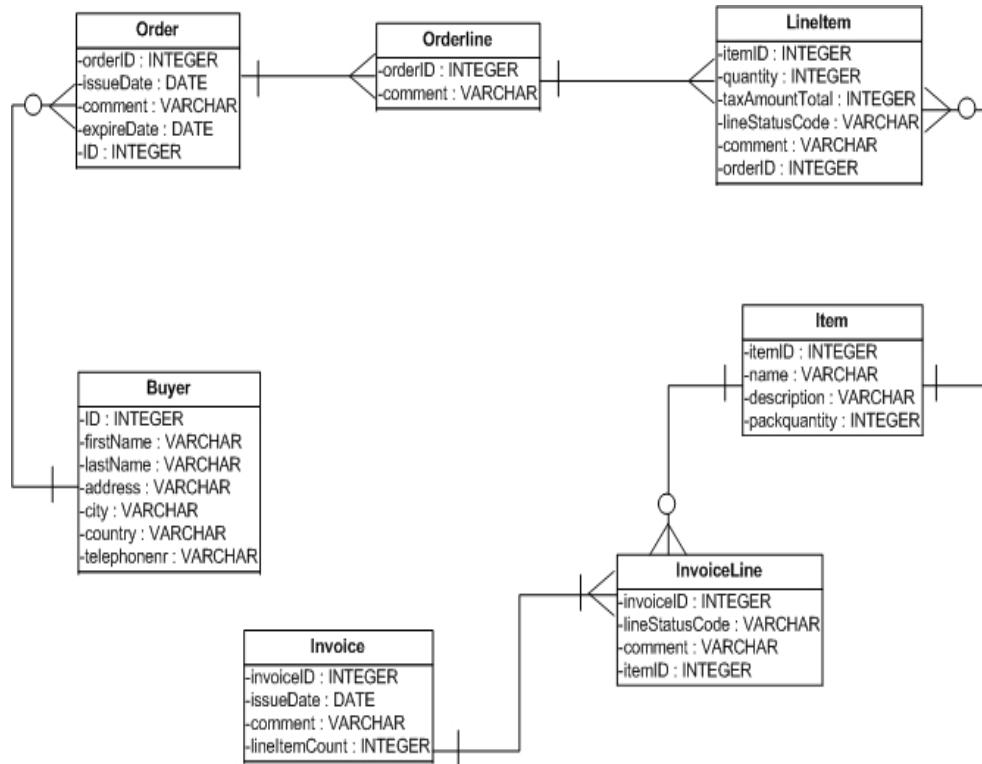 Order
-orderID : INTEGER
-issueDate : DATE
-comment : VARCHAR
-expireDate : DATE
-ID : INTEGER
Orderline
-orderID : INTEGER
-comment : VARCHAR
LineItem
-itemID : INTEGER
-quantity : INTEGER
-taxAmountTotal : INTEGER
-lineStatusCode : VARCHAR
-comment : VARCHAR
-orderID : INTEGER
Item
-itemID : INTEGER
-name : VARCHAR
-description : VARCHAR
-packquantity : INTEGER
Buyer
-ID : INTEGER
-firstName : VARCHAR
-lastName : VARCHAR
-address : VARCHAR
-city : VARCHAR
-country : VARCHAR
-telephonenr : VARCHAR
InvoiceLine
-invoiceID : INTEGER
-lineStatusCode : VARCHAR
-comment : VARCHAR
-itemID : INTEGER
Invoice
-invoiceID : INTEGER
-issueDate : DATE
-comment : VARCHAR
-lineItemCount : INTEGER